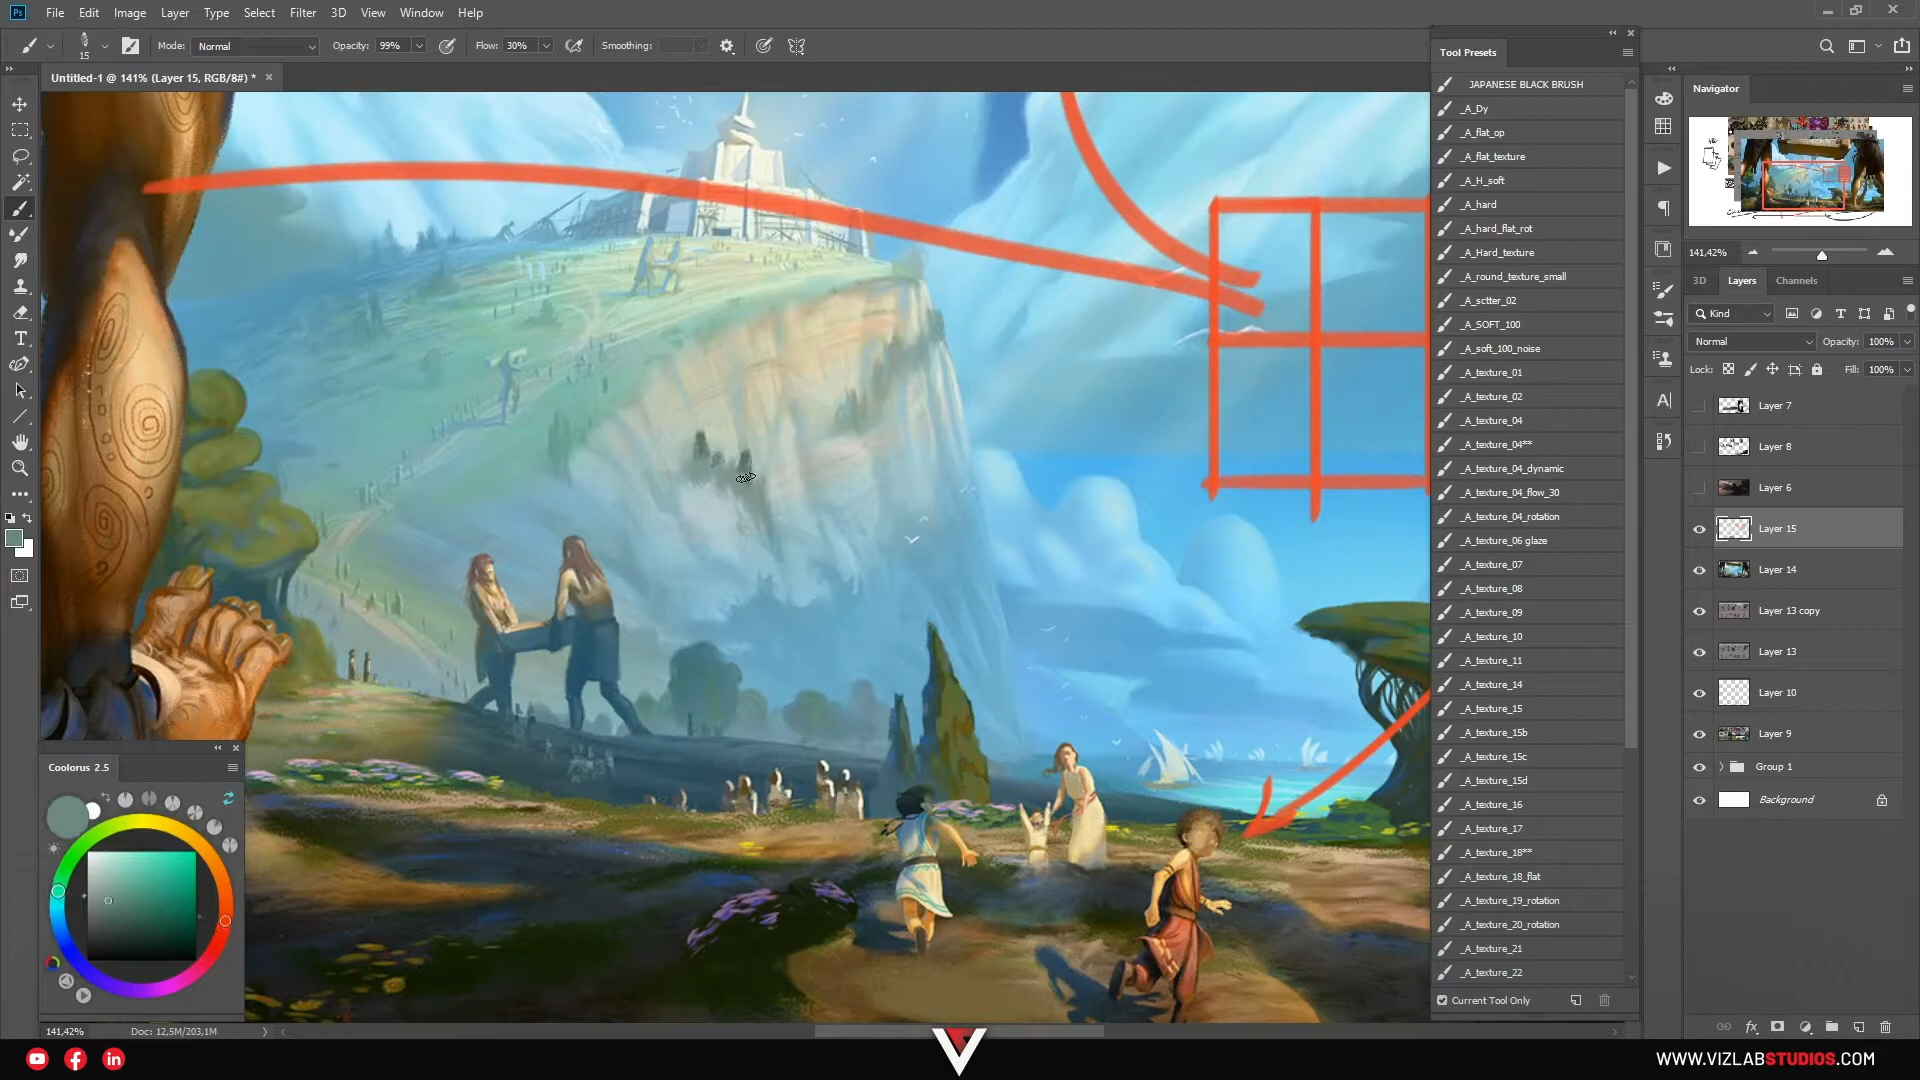 Ps File Edit Image Layer Type Select Filter 3D View Window Help
15 Mode: Normal Opacity: 99% Flow: 30% Smoothing:
Untitled-1 @ 141% (Layer 15, RGB/8#) *
Tool Presets
JAPANESE BLACK BRUSH
_A_Dy
_A_flat_op
_A_flat_texture
_A_H_soft
_A_hard
_A_hard_flat_rot
_A_Hard_texture
_A_round_texture_small
_A_sctter_02
_A_SOFT_100
_A_soft_100_noise
_A_texture_01
_A_texture_02
_A_texture_04
_A_texture_04**
_A_texture_04_dynamic
_A_texture_04_flow_30
_A_texture_04_rotation
_A_texture_06 glaze
_A_texture_07
_A_texture_08
_A_texture_09
_A_texture_10
_A_texture_11
_A_texture_14
_A_texture_15
_A_texture_15b
_A_texture_15c
_A_texture_15d
_A_texture_16
_A_texture_17
_A_texture_18**
_A_texture_18_flat
_A_texture_19_rotation
_A_texture_20_rotation
_A_texture_21
_A_texture_22
Current Tool Only
Navigator
141,42%
3D Layers Channels
Kind
Normal Opacity: 100%
Lock: Fill: 100%
Layer 7
Layer 8
Layer 6
Layer 15
Layer 14
Layer 13 copy
Layer 13
Layer 10
Layer 9
Group 1
Background
Coolorus 2.5
141,42% Doc: 12,5M/203,1M
WWW.VIZLABSTUDIOS.COM